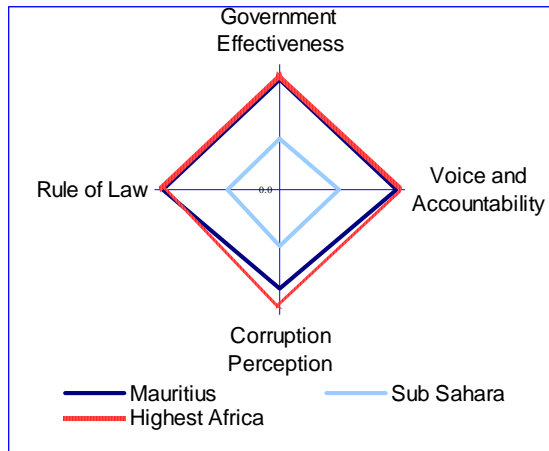 Government
Effectiveness
Rule of Law
0.0
Voice and
Accountability
Corruption
Perception
Mauritius
Sub Sahara
Highest Africa